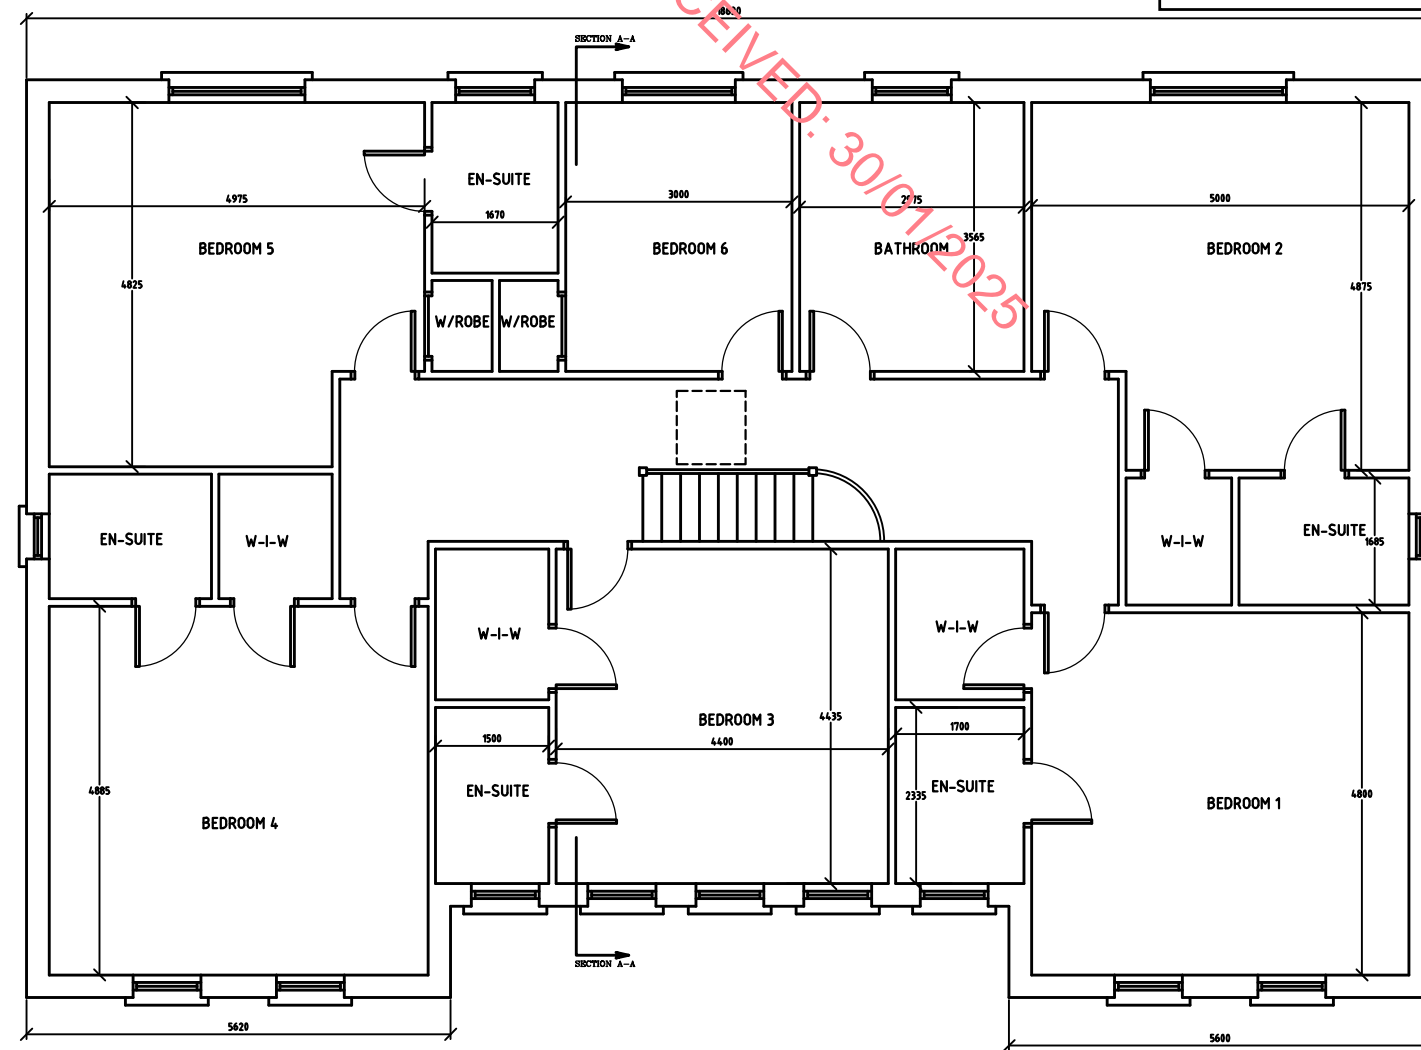 SECTION A-A
RECEIVED: 30/01/2025
EN-SUITE
4975
1670
3000
2975
5000
BEDROOM 5
BEDROOM 6
BATHROOM
3565
BEDROOM 2
4825
4875
W/ROBE
W/ROBE
EN-SUITE
W-I-W
W-I-W
EN-SUITE
1685
W-I-W
W-I-W
BEDROOM 3
4435
1500
4400
1700
4885
EN-SUITE
2335
EN-SUITE
4800
BEDROOM 4
BEDROOM 1
SECTION A-A
5620
5600